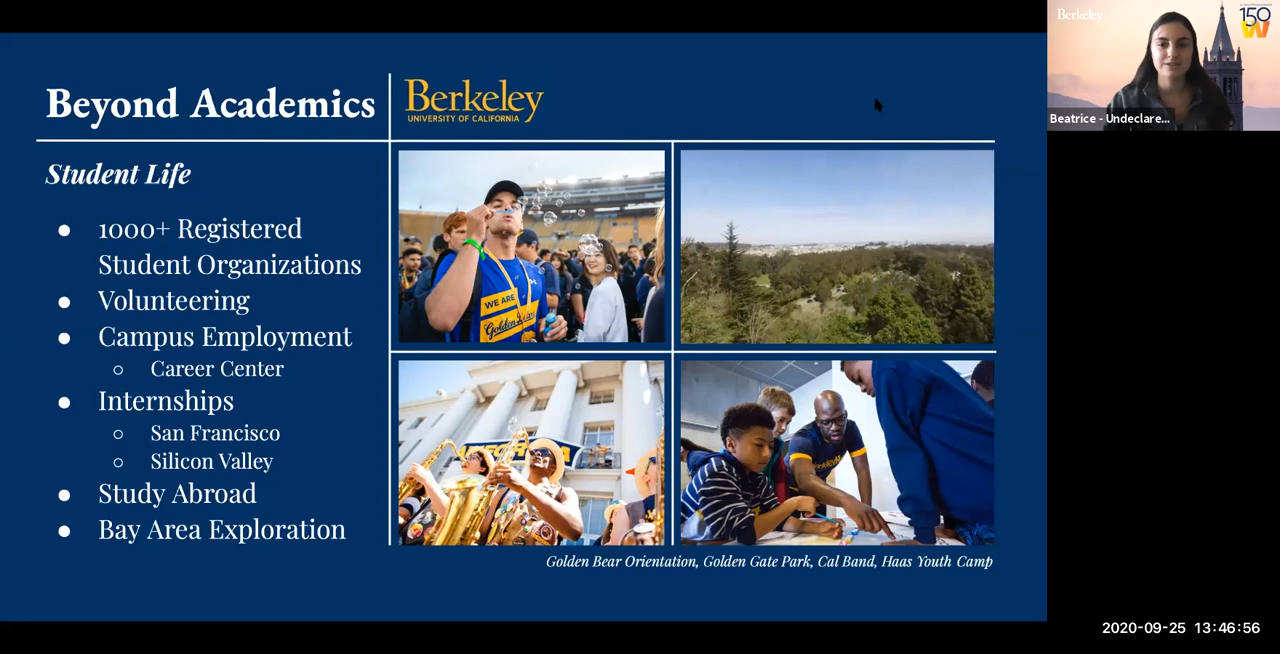 Beyond Academics
Berkeley
UNIVERSITY OF CALIFORNIA
Student Life
● 1000+ Registered
Student Organizations
● Volunteering
● Campus Employment
○ Career Center
● Internships
○ San Francisco
○ Silicon Valley
● Study Abroad
● Bay Area Exploration
WE ARE
Golden
Golden Bear Orientation, Golden Gate Park, Cal Band, Haas Youth Camp
Berkeley
150
W
Beatrice - Undeclare...
2020-09-25 13:46:56